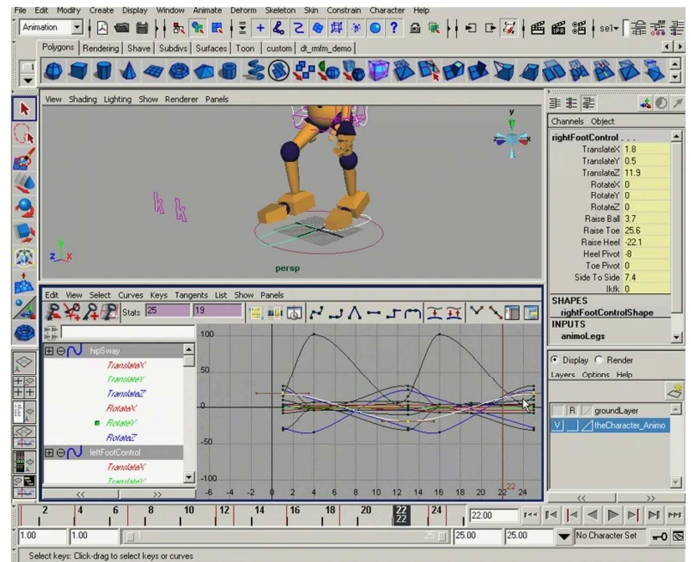 File Edit Modify Create Display Window Animate Deform Skeleton Skin Constrain Character Help
Animation
sel
Polygons Rendering Shave Subdivs Surfaces Toon custom dt_rmfm_demo
View Shading Lighting Show Renderer Panels
y
z x
persp
Channels Object
rightFootControl . . .
TranslateX 1.8
TranslateY 0.5
TranslateZ 11.9
RotateX 0
RotateY 0
RotateZ 0
Raise Ball 3.7
Raise Toe 25.6
Raise Heel -22.1
Heel Pivot -8
Toe Pivot 0
Side To Side 7.4
Ikfk 0
SHAPES
rightFootControlShape
INPUTS
animoLegs
Display Render
Layers Options Help
R groundLayer
V theCharacter_Animo
<< >>
Edit View Select Curves Keys Tangents List Show Panels
Stats 25 19
hipSway
TranslateX
TranslateY
TranslateZ
RotateX
RotateY
RotateZ
leftFootControl
TranslateX
TranslateY
<< >>
100
50
0
-50
-100
-6 -4 -2 0 2 4 6 8 10 12 14 16 18 20 22 24
22
2 4 6 8 10 12 14 16 18 20 22 24
22
22.00
1.00 1.00 1 25 25.00 25.00 No Character Set
Select keys: Click-drag to select keys or curves